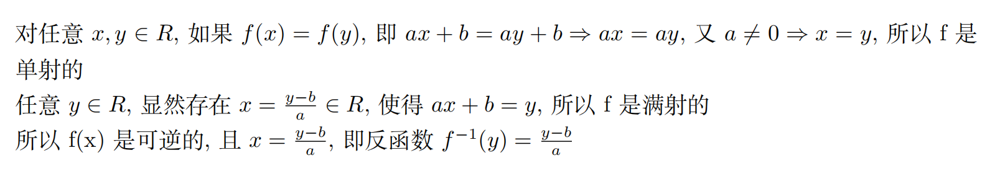 对任意 $x, y \in R$, 如果 $f(x) = f(y)$, 即 $ax + b = ay + b \Rightarrow ax = ay$, 又 $a \neq 0 \Rightarrow x = y$, 所以 f 是
单射的
任意 $y \in R$, 显然存在 $x = \frac{y-b}{a} \in R$, 使得 $ax + b = y$, 所以 f 是满射的
所以 f(x) 是可逆的, 且 $x = \frac{y-b}{a}$, 即反函数 $f^{-1}(y) = \frac{y-b}{a}$